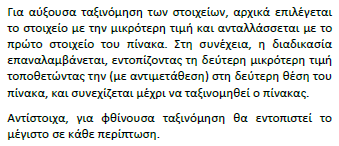 Για αύξουσα ταξινόμηση των στοιχείων, αρχικά επιλέγεται
το στοιχείο με την μικρότερη τιμή και ανταλλάσσεται με το
πρώτο στοιχείο του πίνακα. Στη συνέχεια, η διαδικασία
επαναλαμβάνεται, εντοπίζοντας τη δεύτερη μικρότερη τιμή
τοποθετώντας την (με αντιμετάθεση) στη δεύτερη θέση του
πίνακα, και συνεχίζεται μέχρι να ταξινομηθεί ο πίνακας.
Αντίστοιχα, για φθίνουσα ταξινόμηση θα εντοπιστεί το
μέγιστο σε κάθε περίπτωση.